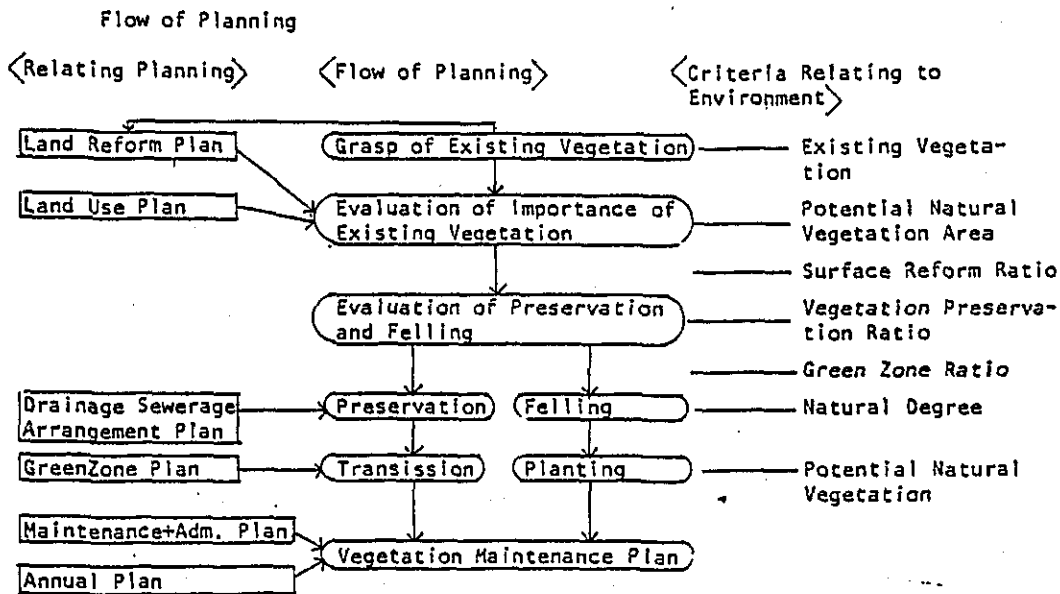 Flow of Planning
<Relating Planning> <Flow of Planning> <Criteria Relating to
Environment>
Land Reform Plan
Grasp of Existing Vegetation
Existing Vegeta-
tion
Land Use Plan
Evaluation of Importance of
Existing Vegetation
Potential Natural
Vegetation Area
Surface Reform Ratio
Evaluation of Preservation
and Felling
Vegetation Preserva-
tion Ratio
Green Zone Ratio
Drainage Sewerage
Arrangement Plan
Preservation
Felling
Natural Degree
GreenZone Plan
Transission
Planting
Potential Natural
Vegetation
Maintenance+Adm. Plan
Vegetation Maintenance Plan
Annual Plan